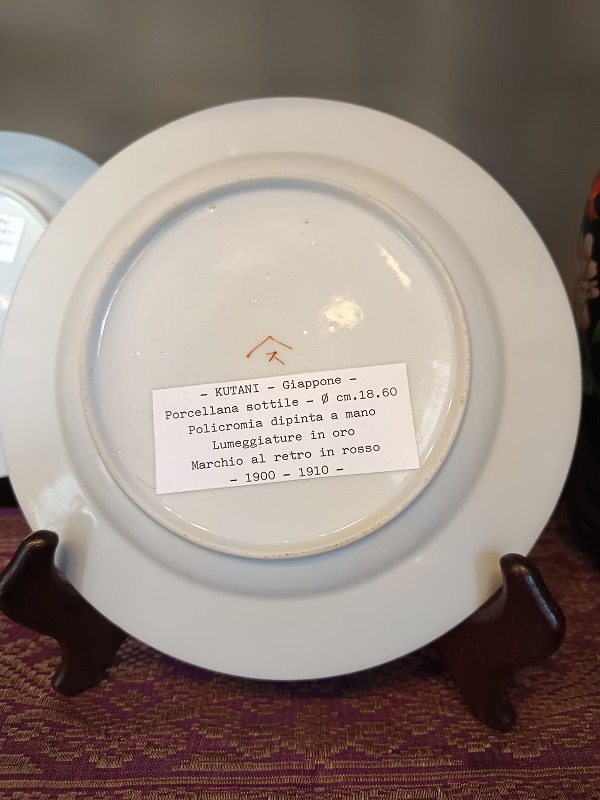 - KUTANI - Giappone -
Porcellana sottile - Ø cm.18.60
Policromia dipinta a mano
Lumeggiature in oro
Marchio al retro in rosso
- 1900 - 1910 -